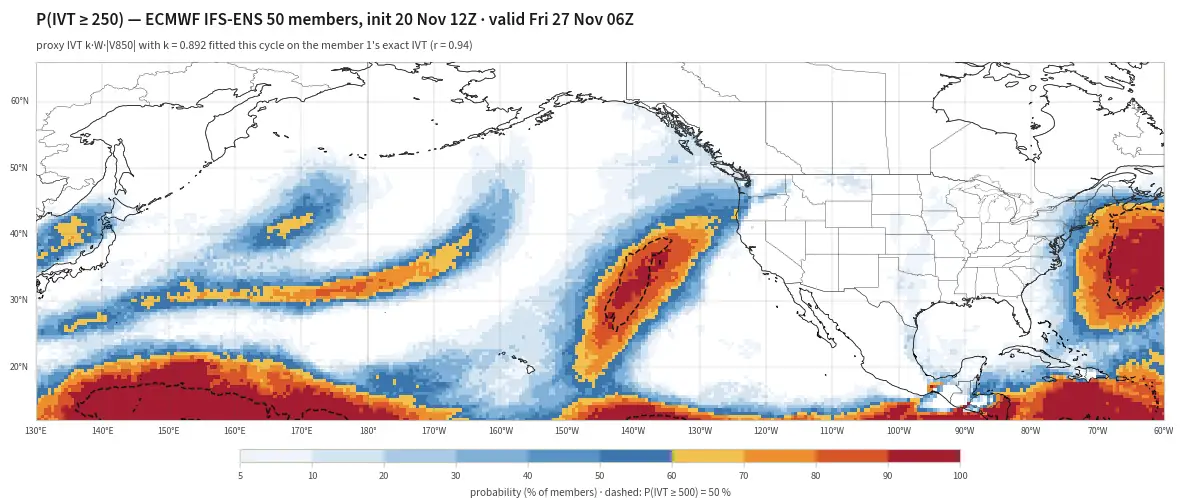 P(IVT ≥ 250) — ECMWF IFS-ENS 50 members, init 20 Nov 12Z · valid Fri 27 Nov 06Z
proxy IVT k·W·|V850| with k = 0.892 fitted this cycle on the member 1's exact IVT (r = 0.94)
60°N
50°N
40°N
30°N
20°N
130°E 140°E 150°E 160°E 170°E 180° 170°W 160°W 150°W 140°W 130°W 120°W 110°W 100°W 90°W 80°W 70°W 60°W
5 10 20 30 40 50 60 70 80 90 100
probability (% of members) · dashed: P(IVT ≥ 500) = 50 %